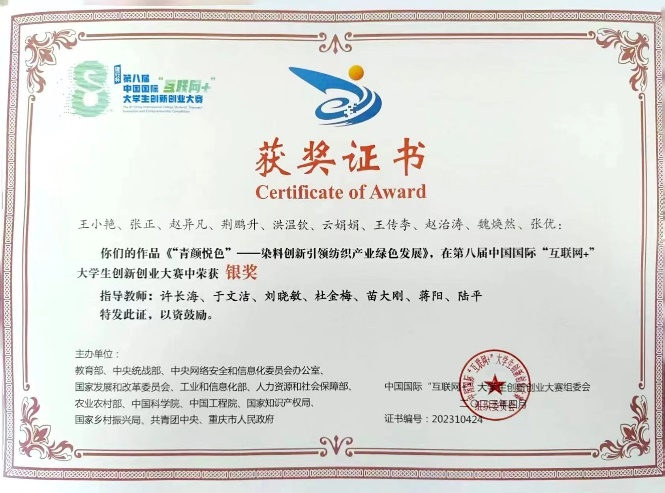 第八届
中国国际“互联网+”
大学生创新创业大赛
获奖证书
Certificate of Award
王小艳、张正、赵异凡、荆鹏升、洪温钦、云娟娟、王传李、赵治涛、魏焕然、张优：
你们的作品《“青颜悦色”——染料创新引领纺织产业绿色发展》，在第八届中国国际“互联网+”
大学生创新创业大赛中荣获 银奖
指导教师：许长海、于文洁、刘晓敏、杜金梅、苗大刚、蒋阳、陆平
特发此证，以资鼓励。
主办单位：
教育部、中央统战部、中央网络安全和信息化委员会办公室、
国家发展和改革委员会、工业和信息化部、人力资源和社会保障部、
农业农村部、中国科学院、中国工程院、国家知识产权局、
国家乡村振兴局、共青团中央、重庆市人民政府
中国国际“互联网+”大学生创新创业大赛组委会
二〇二三年四月
证书编号：202310424